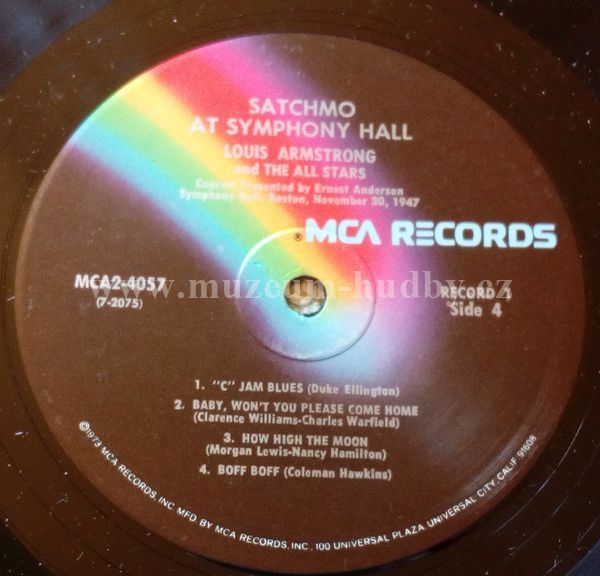 SATCHMO
AT SYMPHONY HALL
LOUIS ARMSTRONG
and THE ALL STARS
Concert Presented by Ernest Anderson
Symphony Hall, Boston, November 30, 1947
® MCA RECORDS
MCA2-4057
(7-2075)
RECORD 1
Side 4
www.muzeum-hudby.cz
1. "C" JAM BLUES (Duke Ellington)
2. BABY, WON'T YOU PLEASE COME HOME
(Clarence Williams-Charles Warfield)
3. HOW HIGH THE MOON
(Morgan Lewis-Nancy Hamilton)
4. BOFF BOFF (Coleman Hawkins)
©1973 MCA RECORDS, INC MFD. BY MCA RECORDS, INC., 100 UNIVERSAL PLAZA, UNIVERSAL CITY, CALIF. 91608